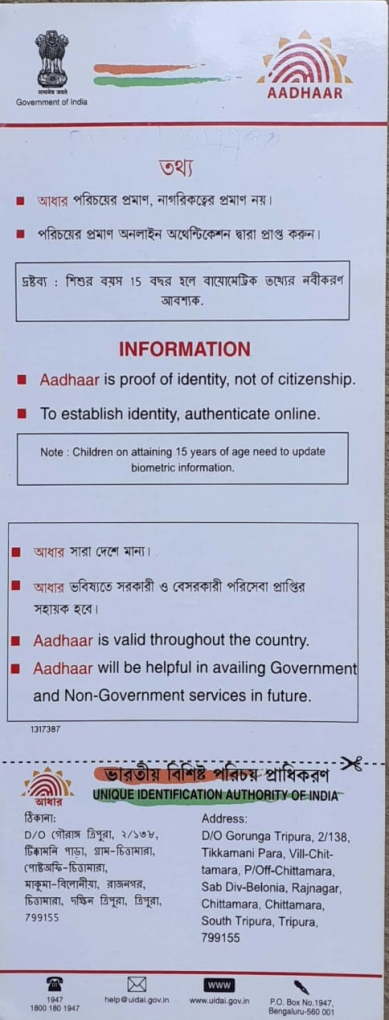 सत्यमेव जयते
Government of India
AADHAAR
তথ্য
আধার পরিচয়ের প্রমাণ, নাগরিকত্বের প্রমাণ নয়।
পরিচয়ের প্রমাণ অনলাইন অথেন্টিকেশন দ্বারা প্রাপ্ত করুন।
দ্রষ্টব্য : শিশুর বয়স 15 বছর হলে বায়োমেট্রিক তথ্যের নবীকরণ
আবশ্যক.
INFORMATION
Aadhaar is proof of identity, not of citizenship.
To establish identity, authenticate online.
Note : Children on attaining 15 years of age need to update
biometric information.
আধার সারা দেশে মান্য।
আধার ভবিষ্যতে সরকারী ও বেসরকারী পরিসেবা প্রাপ্তির
সহায়ক হবে।
Aadhaar is valid throughout the country.
Aadhaar will be helpful in availing Government
and Non-Government services in future.
1317387
ভারতীয় বিশিষ্ট পরিচয় প্রাধিকরণ
UNIQUE IDENTIFICATION AUTHORITY OF INDIA
আধার
ঠিকানা:
D/O গৌরাঙ্গ ত্রিপুরা, ২/১৩৮,
টিক্কামনি পাড়া, গ্রাম-চিত্তামারা,
পোষ্টঅফি-চিত্তামারা,
মাকুমা-বিলোনীয়া, রাজনগর,
চিত্তামারা, দক্ষিন ত্রিপুরা, ত্রিপুরা,
799155
Address:
D/O Gorunga Tripura, 2/138,
Tikkamani Para, Vill-Chit-
tamara, P/Off-Chittamara,
Sab Div-Belonia, Rajnagar,
Chittamara, Chittamara,
South Tripura, Tripura,
799155
1947
1800 180 1947
help@uidai.gov.in
www
www.uidai.gov.in
P.O. Box No.1947,
Bengaluru-560 001